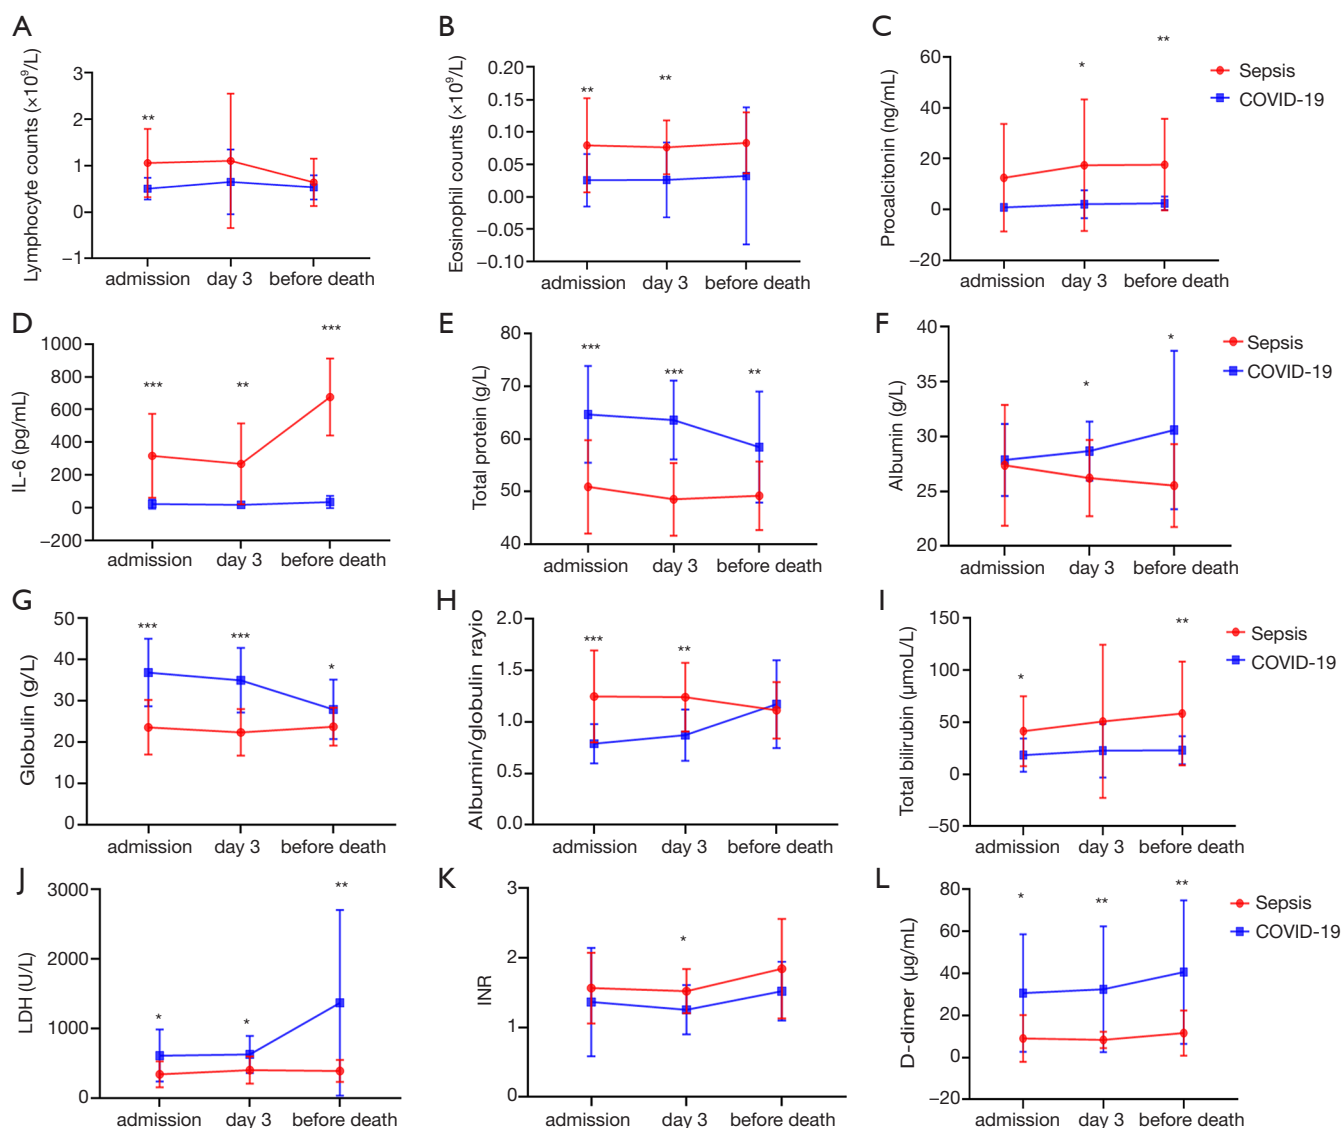 A
Lymphocyte counts (×10⁹/L)
3
2
1
0
−1
**
admission day 3 before death
B
Eosinophil counts (×10⁹/L)
0.20
0.15
0.10
0.05
0.00
−0.05
−0.10
** **
admission day 3 before death
C
Procalcitonin (ng/mL)
60
40
20
0
−20
* **
admission day 3 before death
Sepsis
COVID-19
D
IL-6 (pg/mL)
1000
800
600
400
200
0
−200
*** ** ***
admission day 3 before death
E
Total protein (g/L)
80
70
60
50
40
*** *** **
admission day 3 before death
F
Albumin (g/L)
40
35
30
25
20
* *
admission day 3 before death
Sepsis
COVID-19
G
Globulin (g/L)
50
40
30
20
10
0
*** *** *
admission day 3 before death
H
Albumin/globulin rayio
2.0
1.5
1.0
0.5
0.0
*** **
admission day 3 before death
I
Total bilirubin (µmoL/L)
150
100
50
0
−50
* **
admission day 3 before death
Sepsis
COVID-19
J
LDH (U/L)
3000
2000
1000
0
* * **
admission day 3 before death
K
INR
3
2
1
0
*
admission day 3 before death
L
D-dimer (µg/mL)
80
60
40
20
0
−20
* ** **
admission day 3 before death
Sepsis
COVID-19